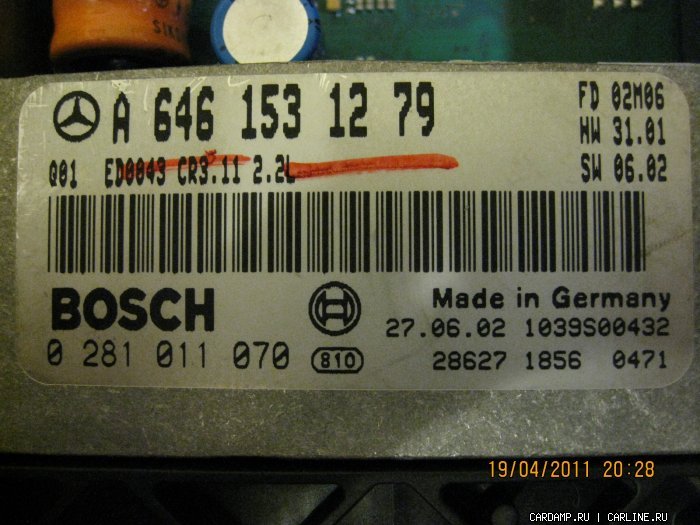 A 646 153 12 79
FD 02M06
HW 31.01
Q01 ED0043 CR3.11 2.2L
SW 06.02
BOSCH
Made in Germany
27.06.02 1039S00432
0 281 011 070 810
28627 1856 0471
19/04/2011 20:28
CARDAMP.RU | CARLINE.RU